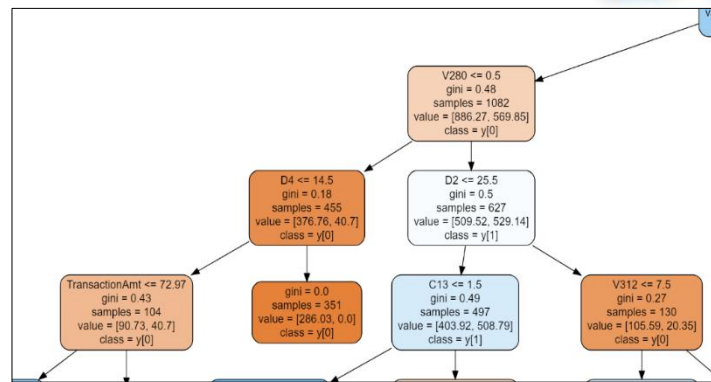 V280 <= 0.5
gini = 0.48
samples = 1082
value = [886.27, 569.85]
class = y[0]
D4 <= 14.5
gini = 0.18
samples = 455
value = [376.76, 40.7]
class = y[0]
D2 <= 25.5
gini = 0.5
samples = 627
value = [509.52, 529.14]
class = y[1]
TransactionAmt <= 72.97
gini = 0.43
samples = 104
value = [90.73, 40.7]
class = y[0]
gini = 0.0
samples = 351
value = [286.03, 0.0]
class = y[0]
C13 <= 1.5
gini = 0.49
samples = 497
value = [403.92, 508.79]
class = y[1]
V312 <= 7.5
gini = 0.27
samples = 130
value = [105.59, 20.35]
class = y[0]